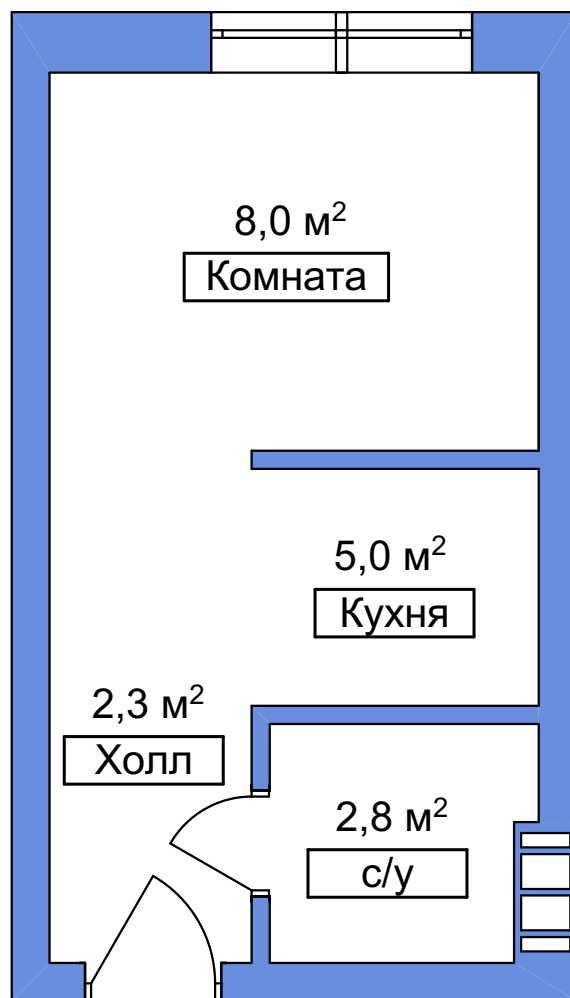 8,0 м²
Комната
5,0 м²
Кухня
2,3 м²
Холл
2,8 м²
с/у